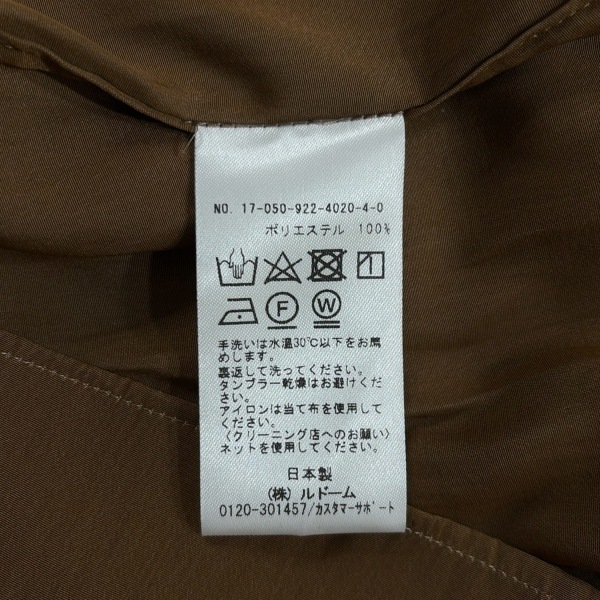 NO. 17-050-922-4020-4-0
ポリエステル 100%
F
W
手洗いは水温30℃以下をお薦
めします。
裏返して洗ってください。
タンブラー乾燥はお避けくだ
さい。
アイロンは当て布を使用して
ください。
〈クリーニング店へのお願い〉
ネットを使用してください。
日本製
(株) ルドーム
0120-301457/カスタマーサポート